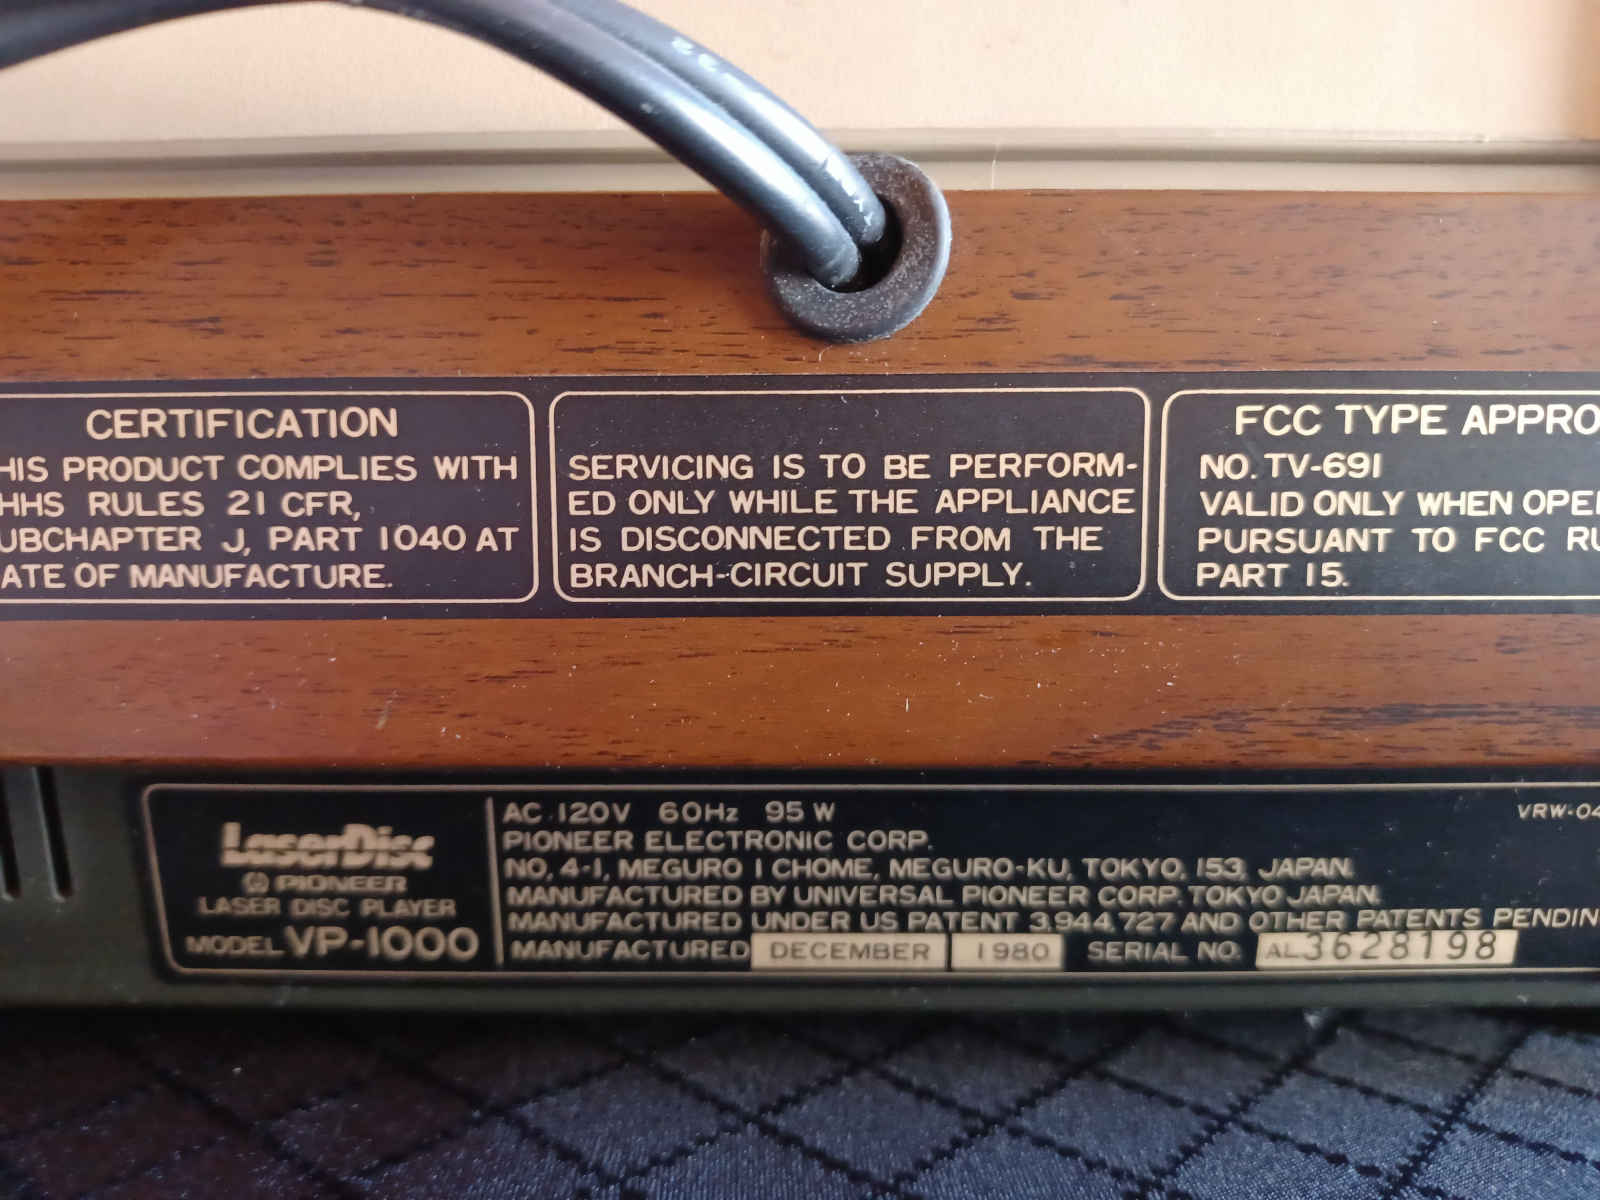 CERTIFICATION
HIS PRODUCT COMPLIES WITH
HHS RULES 21 CFR,
UBCHAPTER J, PART 1040 AT
ATE OF MANUFACTURE.
SERVICING IS TO BE PERFORM-
ED ONLY WHILE THE APPLIANCE
IS DISCONNECTED FROM THE
BRANCH-CIRCUIT SUPPLY.
FCC TYPE APPRO
NO. TV-691
VALID ONLY WHEN OPE
PURSUANT TO FCC RU
PART 15.
LaserDisc
PIONEER
LASER DISC PLAYER
MODEL VP-1000
AC 120V 60Hz 95W
PIONEER ELECTRONIC CORP.
NO. 4-1, MEGURO 1 CHOME, MEGURO-KU, TOKYO, 153, JAPAN.
MANUFACTURED BY UNIVERSAL PIONEER CORP. TOKYO JAPAN.
MANUFACTURED UNDER US PATENT 3,944,727 AND OTHER PATENTS PENDIN
MANUFACTURED DECEMBER 1980 SERIAL NO. AL3628198
VRW-04